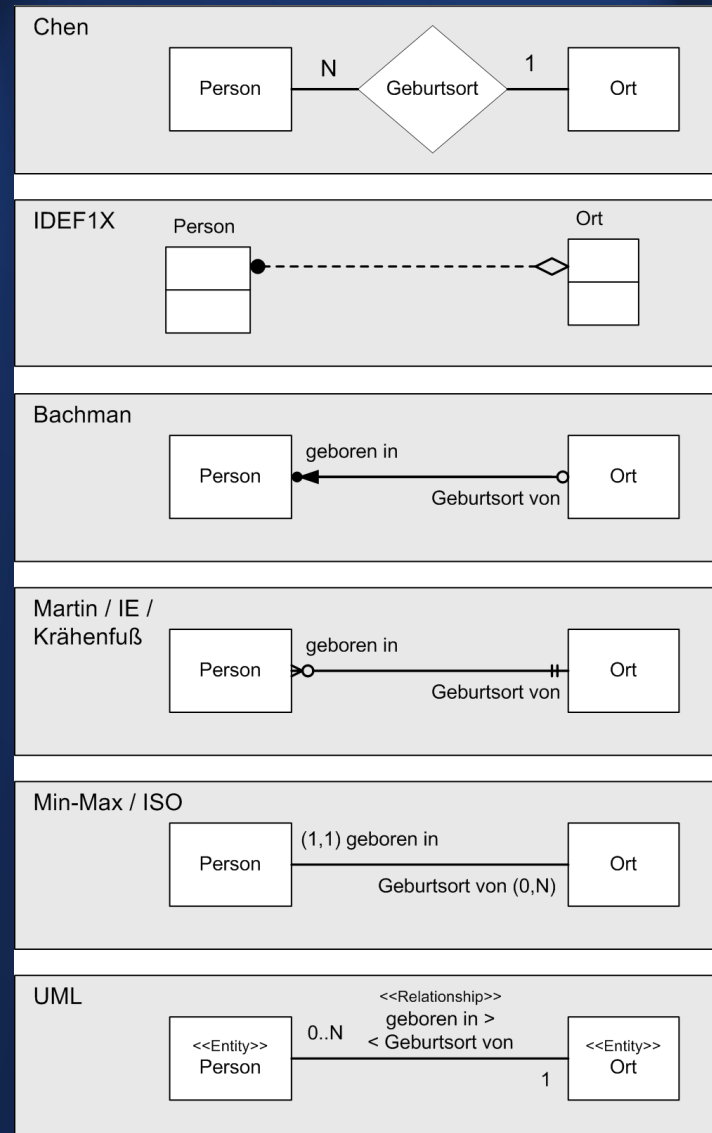 Chen
Person
N
Geburtsort
1
Ort
IDEF1X
Person
Ort
Bachman
Person
geboren in
Geburtsort von
Ort
Martin / IE /
Krähenfuß
Person
geboren in
Geburtsort von
Ort
Min-Max / ISO
Person
(1,1) geboren in
Geburtsort von (0,N)
Ort
UML
<<Entity>>
Person
0..N
<<Relationship>>
geboren in >
< Geburtsort von
1
<<Entity>>
Ort